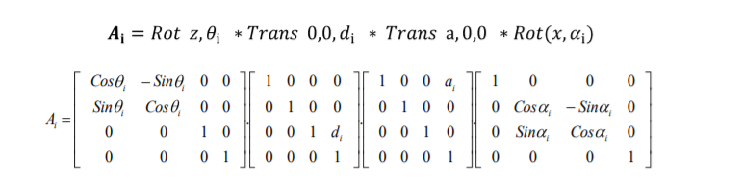 A_i = Rot z, θ_i * Trans 0,0, d_i * Trans a, 0,0 * Rot(x, α_i)
Cosθ_i -Sinθ_i 0 0 1 0 0 0 1 0 0 a_i 1 0 0 0
Sinθ_i Cosθ_i 0 0 0 1 0 0 0 1 0 0 0 Cosα_i -Sinα_i 0
A_i =
0 0 1 0 0 0 1 d_i 0 0 1 0 0 Sinα_i Cosα_i 0
0 0 0 1 0 0 0 1 0 0 0 1 0 0 0 1